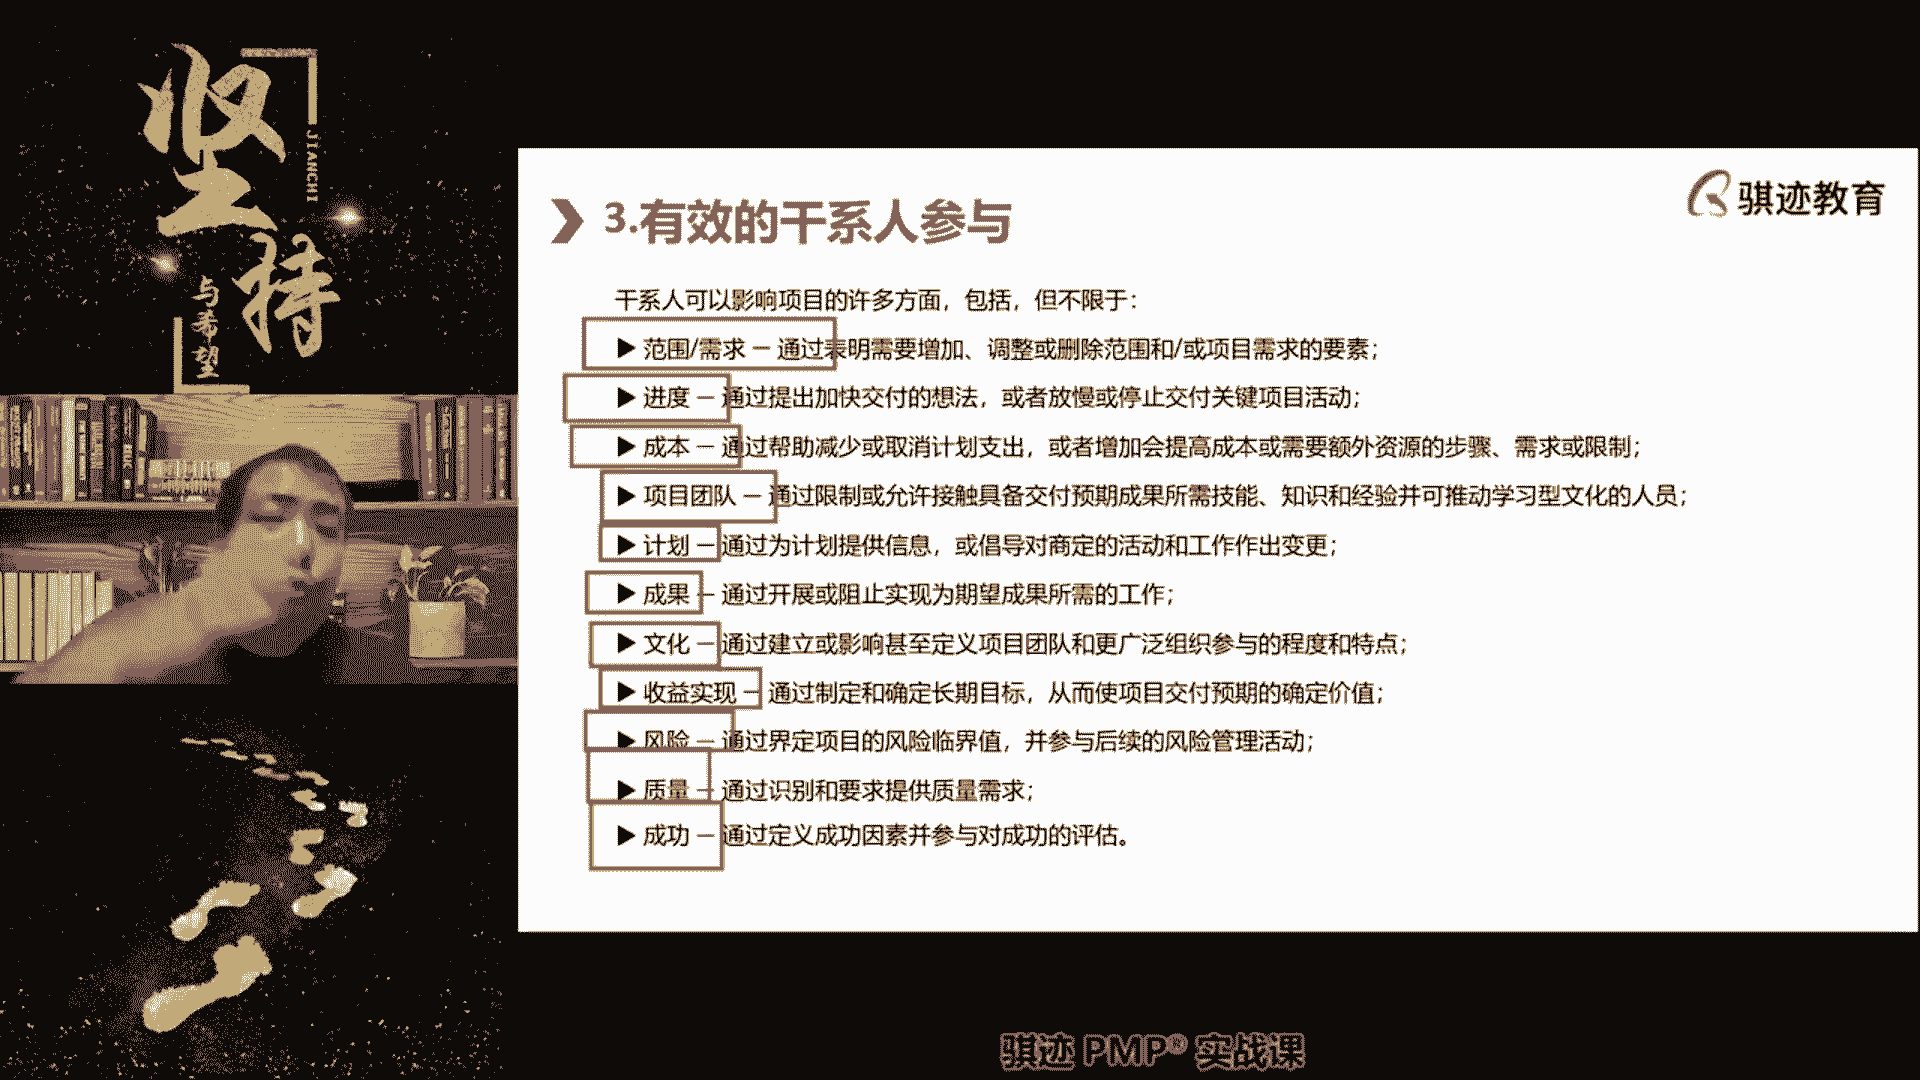 坚
持
JIANCHI
与希望
骐迹教育
3.有效的干系人参与
干系人可以影响项目的许多方面，包括，但不限于：
▶ 范围/需求 — 通过表明需要增加、调整或删除范围和/或项目需求的要素；
▶ 进度 — 通过提出加快交付的想法，或者放慢或停止交付关键项目活动；
▶ 成本 — 通过帮助减少或取消计划支出，或者增加会提高成本或需要额外资源的步骤、需求或限制；
▶ 项目团队 — 通过限制或允许接触具备交付预期成果所需技能、知识和经验并可推动学习型文化的人员；
▶ 计划 — 通过为计划提供信息，或倡导对商定的活动和工作作出变更；
▶ 成果 — 通过开展或阻止实现为期望成果所需的工作；
▶ 文化 — 通过建立或影响甚至定义项目团队和更广泛组织参与的程度和特点；
▶ 收益实现 — 通过制定和确定长期目标，从而使项目交付预期的确定价值；
▶ 风险 — 通过界定项目的风险临界值，并参与后续的风险管理活动；
▶ 质量 — 通过识别和要求提供质量需求；
▶ 成功 — 通过定义成功因素并参与对成功的评估。
骐迹 PMP® 实战课